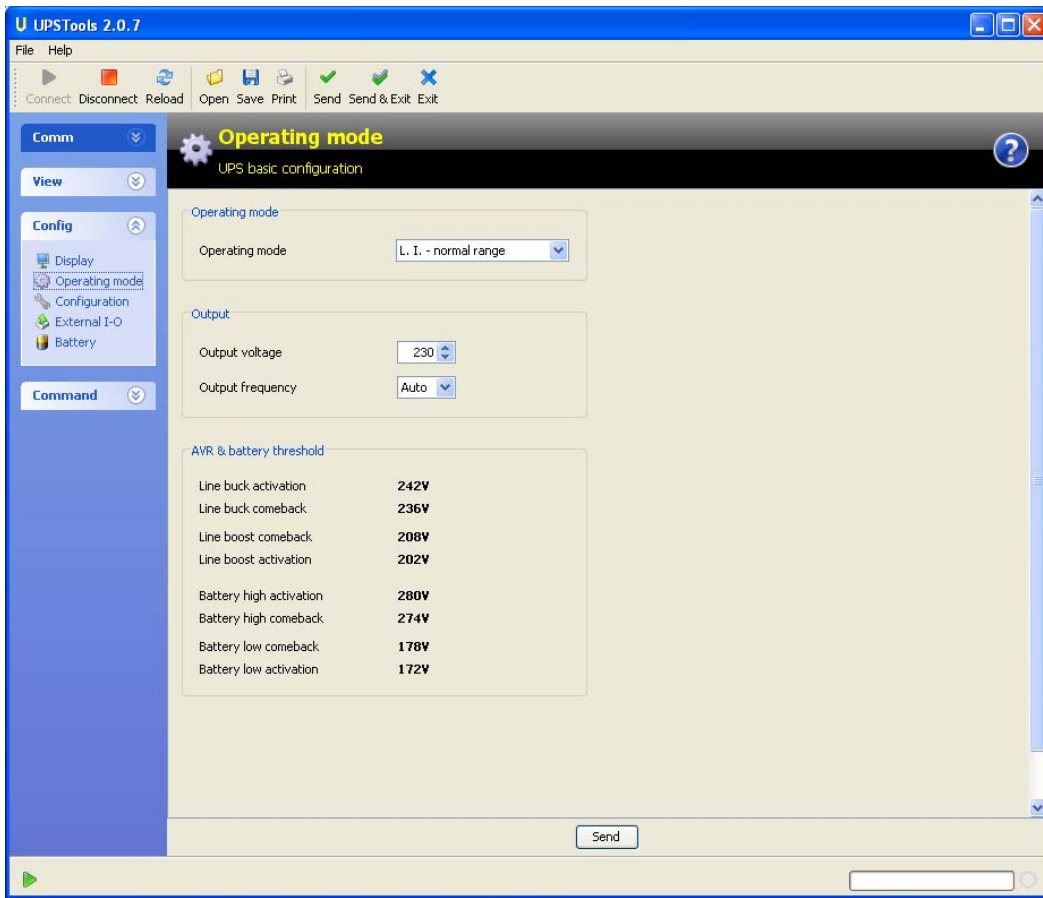 UPSTools 2.0.7
File Help
Connect Disconnect Reload Open Save Print Send Send & Exit Exit
Comm
View
Config
Display
Operating mode
Configuration
External I-O
Battery
Command
Operating mode
UPS basic configuration
?
Operating mode
Operating mode L. I. - normal range
Output
Output voltage 230
Output frequency Auto
AVR & battery threshold
Line buck activation 242V
Line buck comeback 236V
Line boost comeback 208V
Line boost activation 202V
Battery high activation 280V
Battery high comeback 274V
Battery low comeback 178V
Battery low activation 172V
Send